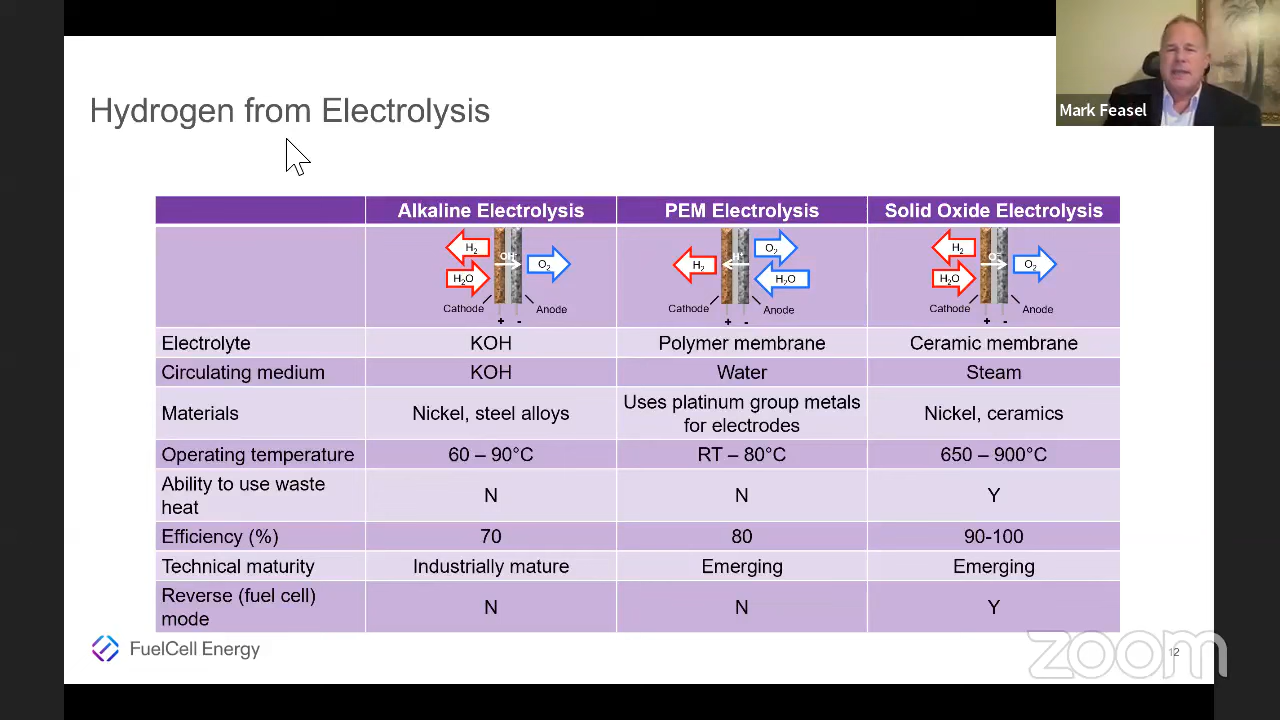 Mark Feasel
Hydrogen from Electrolysis
Alkaline Electrolysis PEM Electrolysis Solid Oxide Electrolysis
H2 H2O OH- O2 Cathode Anode + -
H2 H+ O2 H2O Cathode Anode + -
H2 H2O O2 Cathode Anode + -
Electrolyte KOH Polymer membrane Ceramic membrane
Circulating medium KOH Water Steam
Materials Nickel, steel alloys Uses platinum group metals Nickel, ceramics
for electrodes
Operating temperature 60 – 90°C RT – 80°C 650 – 900°C
Ability to use waste N N Y
heat
Efficiency (%) 70 80 90-100
Technical maturity Industrially mature Emerging Emerging
Reverse (fuel cell) N N Y
mode
FuelCell Energy
12
zoom